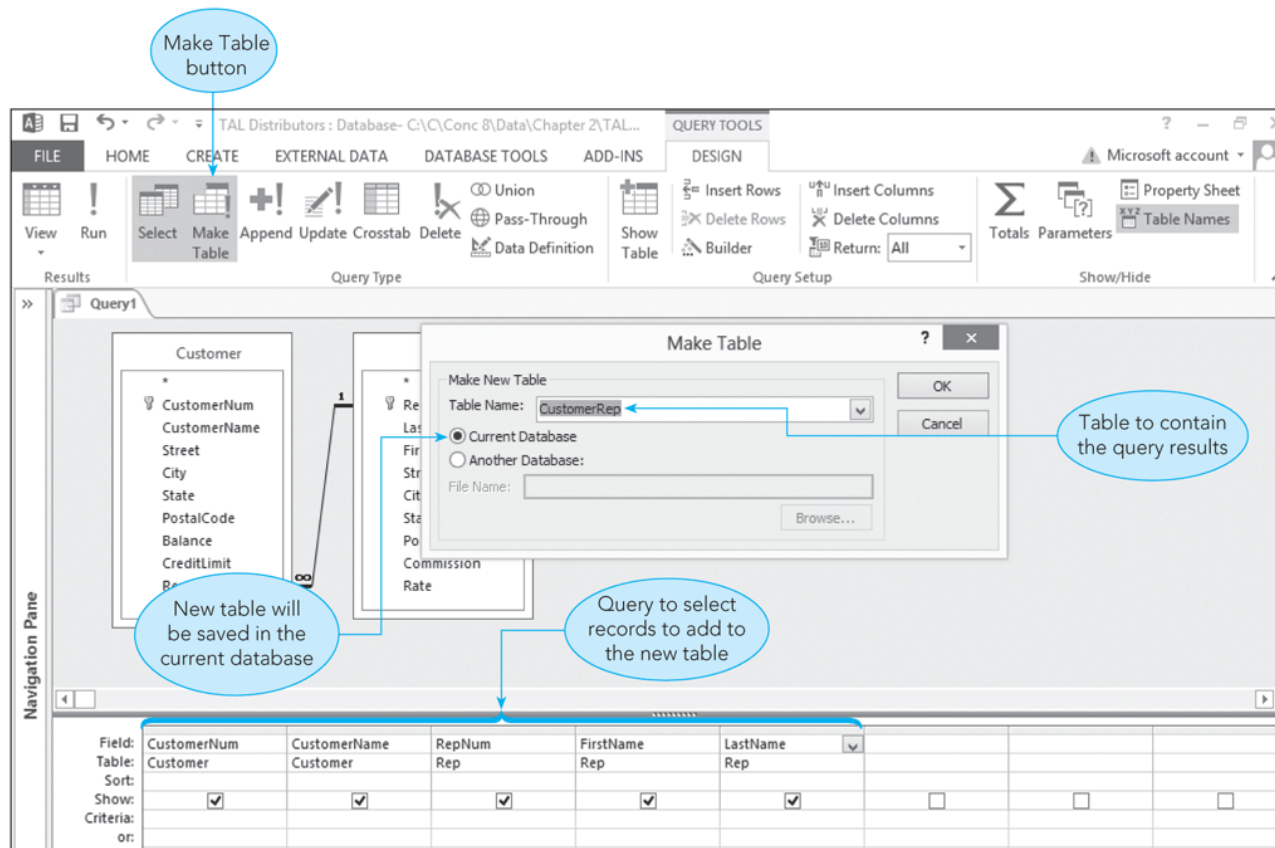 Make Table
button
TAL Distributors : Database- C:\C\Conc 8\Data\Chapter 2\TAL...
QUERY TOOLS
?
FILE HOME CREATE EXTERNAL DATA DATABASE TOOLS ADD-INS DESIGN Microsoft account
View Run Select Make Table Append Update Crosstab Delete
Union
Pass-Through
Data Definition
Show Table
Insert Rows
Delete Rows
Builder
Insert Columns
Delete Columns
Return: All
Totals Parameters
Property Sheet
Table Names
Results Query Type Query Setup Show/Hide
Query1
Navigation Pane
Customer
*
CustomerNum
CustomerName
Street
City
State
PostalCode
Balance
CreditLimit
1
∞
*
Re
Fir
Str
Cit
Sta
Po
Commission
Rate
Make Table ?
Make New Table
Table Name: CustomerRep
Current Database
Another Database:
File Name:
Browse...
OK
Cancel
Table to contain
the query results
New table will
be saved in the
current database
Query to select
records to add to
the new table
Field: CustomerNum CustomerName RepNum FirstName LastName
Table: Customer Customer Rep Rep Rep
Sort:
Show:
Criteria:
or: